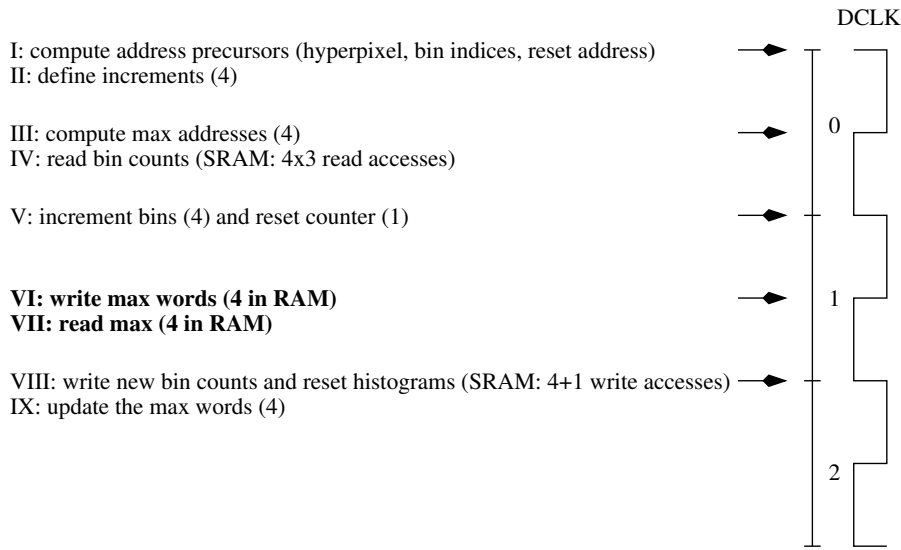 DCLK
I: compute address precursors (hyperpixel, bin indices, reset address)
II: define increments (4)
0
III: compute max addresses (4)
IV: read bin counts (SRAM: 4x3 read accesses)
V: increment bins (4) and reset counter (1)
VI: write max words (4 in RAM)
1
VII: read max (4 in RAM)
VIII: write new bin counts and reset histograms (SRAM: 4+1 write accesses)
IX: update the max words (4)
2